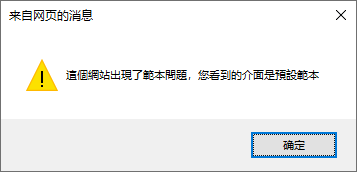 来自网页的消息
這個網站出現了範本問題，您看到的介面是預設範本
确定